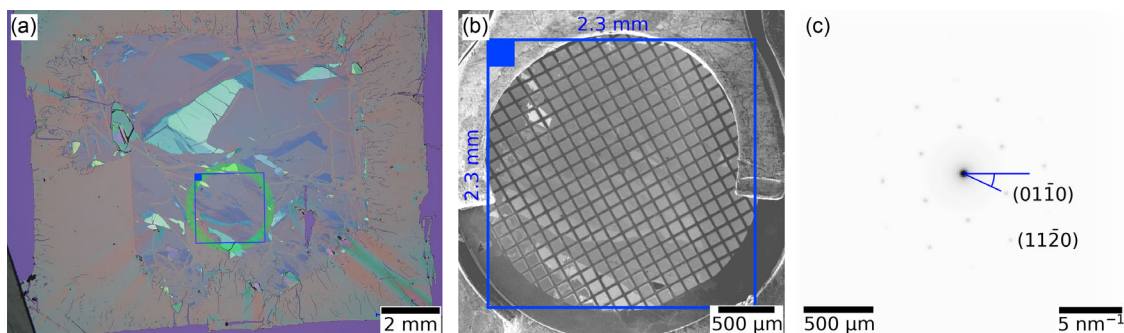 (a)
2 mm
(b)
2.3 mm
2.3 mm
500 μm
(c)
(011̄0)
(112̄0)
500 μm
5 nm⁻¹